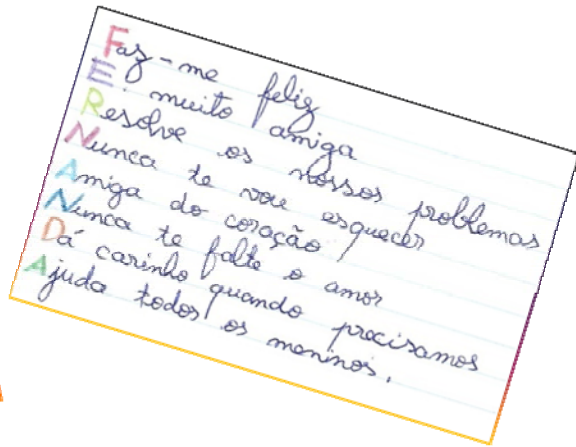 Faz-me feliz
É muito amiga
Resolve os nossos problemas
Nunca te vou esquecer
Amiga do coração
Nunca te falte o amor
Dá carinho quando precisamos
Ajuda todos os meninos.